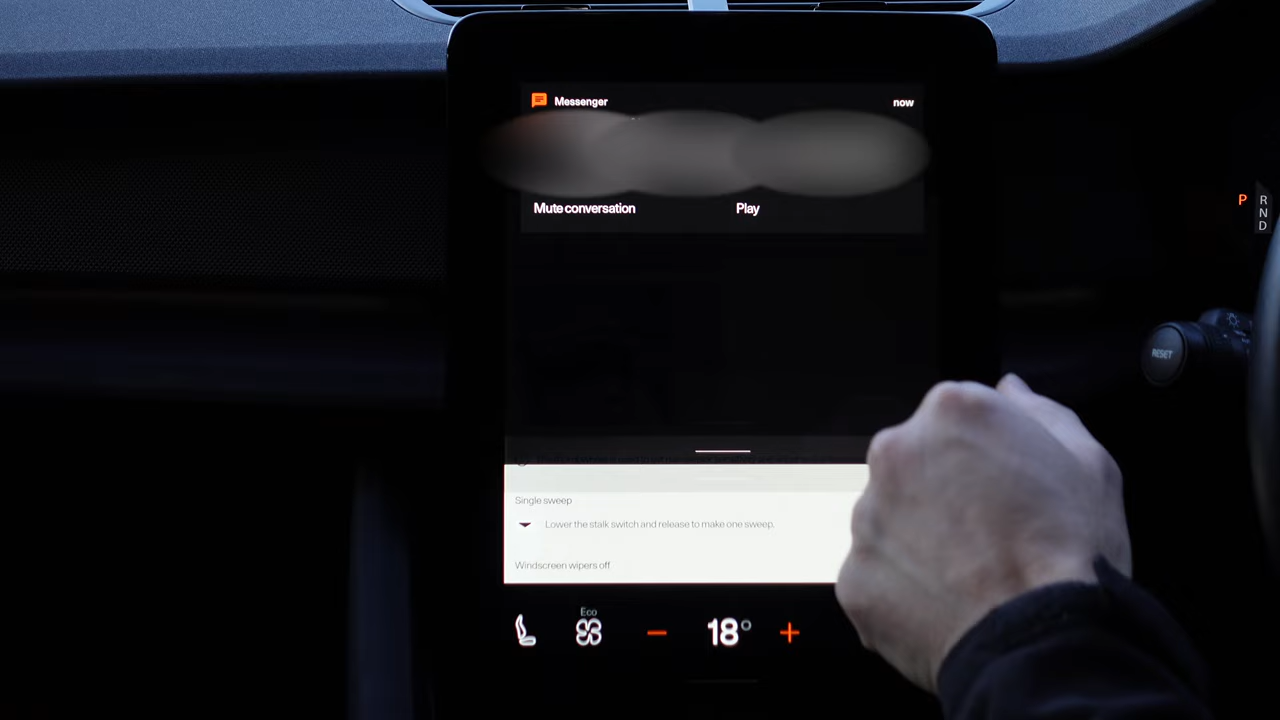 Messenger now
Mute conversation Play
P R
N
D
RESET
Single sweep
Lower the stalk switch and release to make one sweep.
Windscreen wipers off
Eco
18°